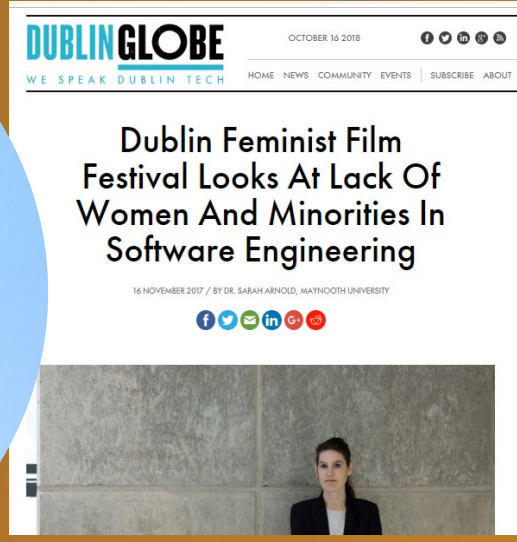 DUBLINGLOBE
WE SPEAK DUBLIN TECH
OCTOBER 16 2018
HOME NEWS COMMUNITY EVENTS SUBSCRIBE ABOUT
Dublin Feminist Film
Festival Looks At Lack Of
Women And Minorities In
Software Engineering
16 NOVEMBER 2017 / BY DR. SARAH ARNOLD, MAYNOOTH UNIVERSITY